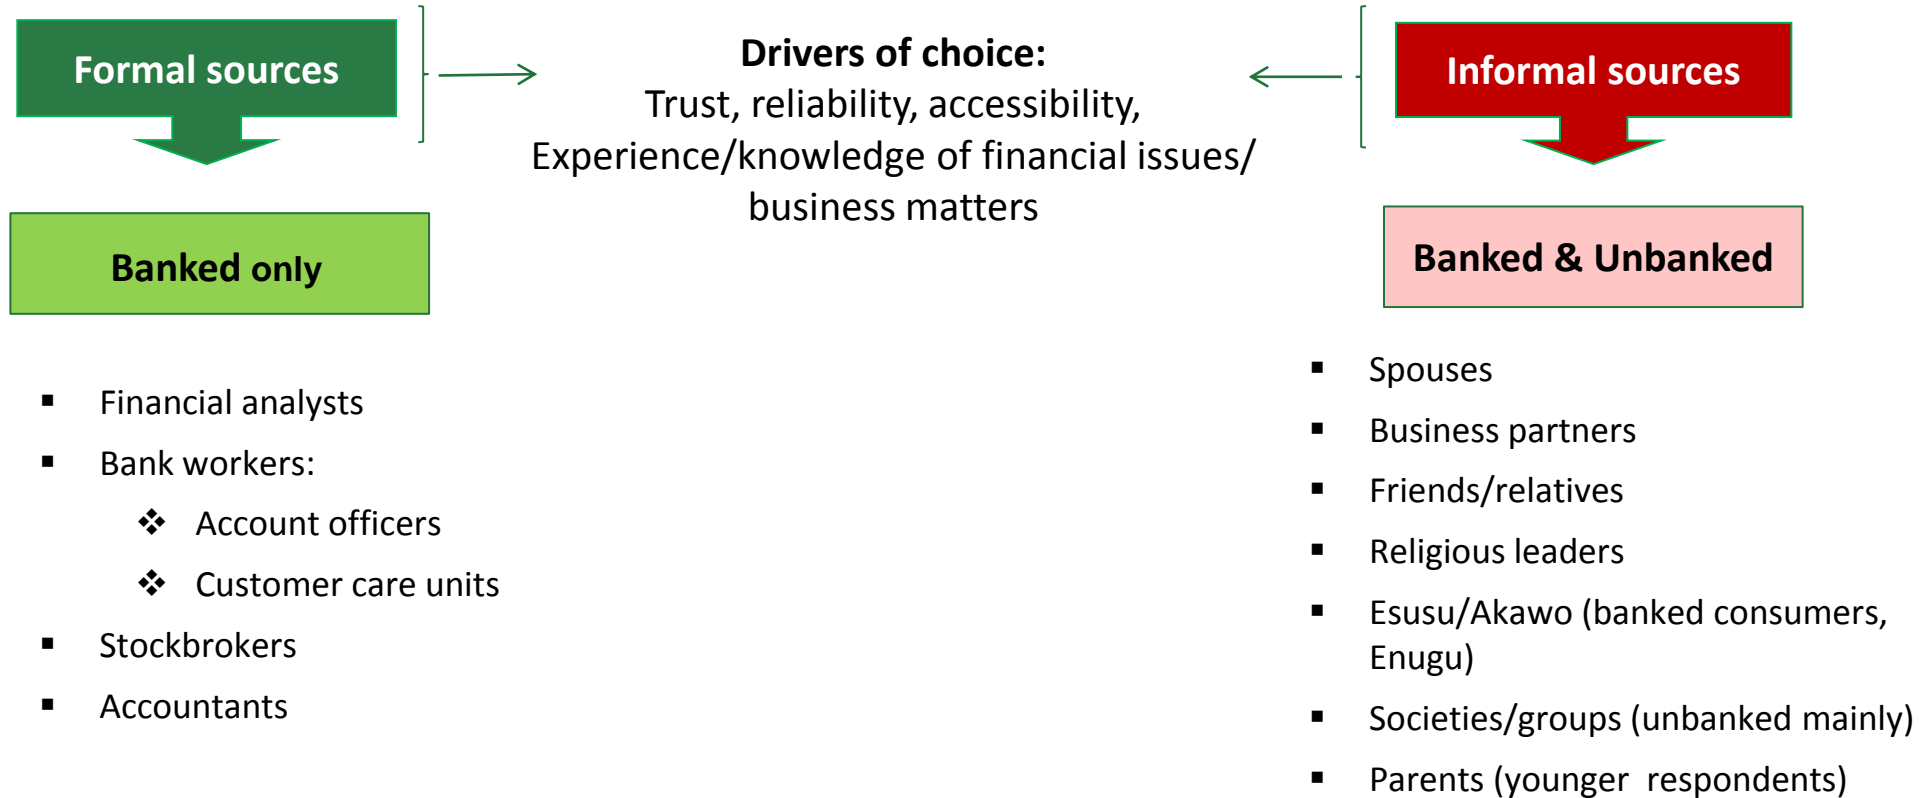 Formal sources
Drivers of choice:
Trust, reliability, accessibility,
Experience/knowledge of financial issues/
business matters
Informal sources
Banked only
Banked & Unbanked
▪ Financial analysts
▪ Bank workers:
❖ Account officers
❖ Customer care units
▪ Stockbrokers
▪ Accountants
▪ Spouses
▪ Business partners
▪ Friends/relatives
▪ Religious leaders
▪ Esusu/Akawo (banked consumers,
Enugu)
▪ Societies/groups (unbanked mainly)
▪ Parents (younger respondents)